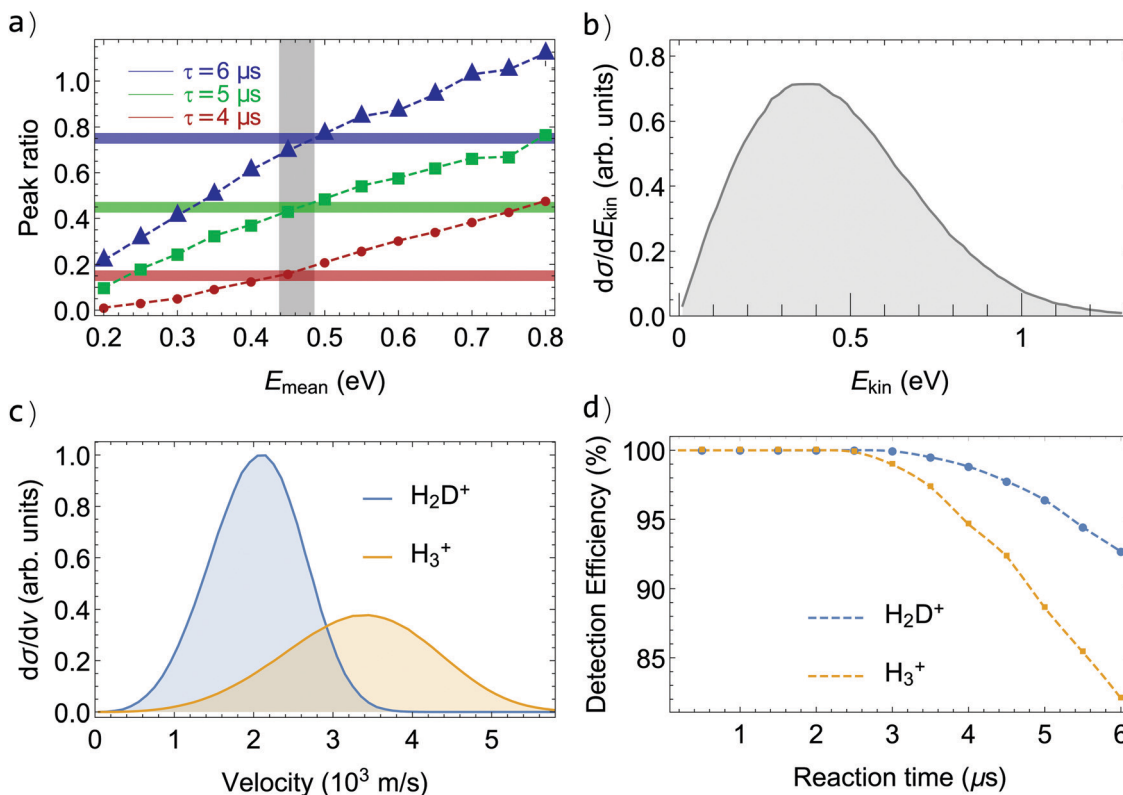 a)
τ = 6 μs
τ = 5 μs
τ = 4 μs
Peak ratio
1.0
0.8
0.6
0.4
0.2
0.0
0.2 0.3 0.4 0.5 0.6 0.7 0.8
E_mean (eV)
b)
dσ/dE_kin (arb. units)
0.8
0.6
0.4
0.2
0.0
0 0.5 1
E_kin (eV)
c)
dσ/dv (arb. units)
1.0
0.8
0.6
0.4
0.2
0.0
H₂D⁺
H₃⁺
0 1 2 3 4 5
Velocity (10³ m/s)
d)
Detection Efficiency (%)
100
95
90
85
H₂D⁺
H₃⁺
1 2 3 4 5 6
Reaction time (μs)